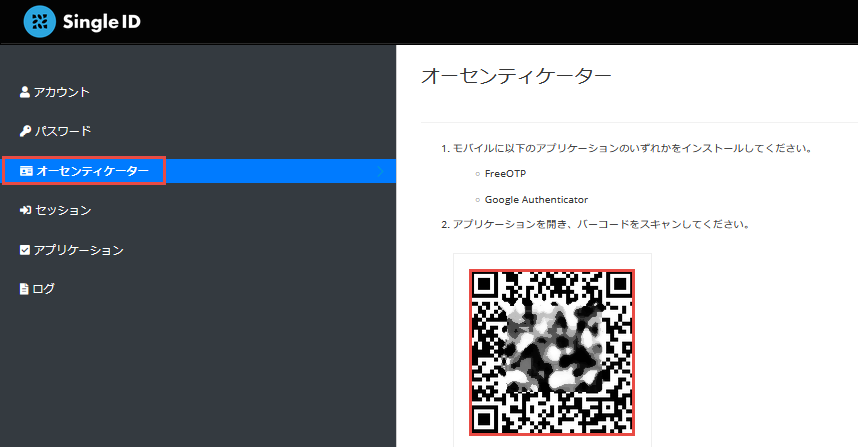 Single ID
アカウント
パスワード
オーセンティケーター
セッション
アプリケーション
ログ
オーセンティケーター
1. モバイルに以下のアプリケーションのいずれかをインストールしてください。
FreeOTP
Google Authenticator
2. アプリケーションを開き、バーコードをスキャンしてください。